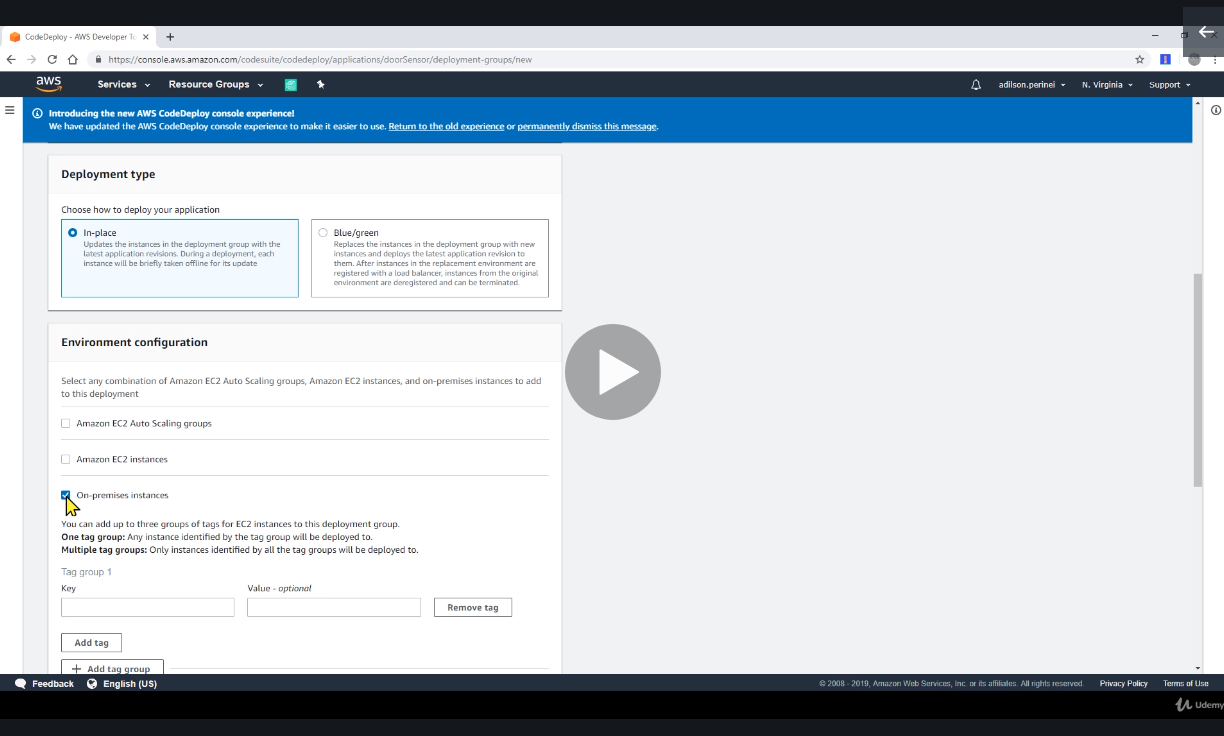 CodeDeploy - AWS Developer To
https://console.aws.amazon.com/codesuite/codedeploy/applications/doorSensor/deployment-groups/new
aws Services Resource Groups adilson.perinei N. Virginia Support
Introducing the new AWS CodeDeploy console experience!
We have updated the AWS CodeDeploy console experience to make it easier to use. Return to the old experience or permanently dismiss this message.
Deployment type
Choose how to deploy your application
In-place
Updates the instances in the deployment group with the
latest application revisions. During a deployment, each
instance will be briefly taken offline for its update
Blue/green
Replaces the instances in the deployment group with new
instances and deploys the latest application revision to
them. After instances in the replacement environment are
registered with a load balancer, instances from the original
environment are deregistered and can be terminated.
Environment configuration
Select any combination of Amazon EC2 Auto Scaling groups, Amazon EC2 instances, and on-premises instances to add
to this deployment
Amazon EC2 Auto Scaling groups
Amazon EC2 instances
On-premises instances
You can add up to three groups of tags for EC2 instances to this deployment group.
One tag group: Any instance identified by the tag group will be deployed to.
Multiple tag groups: Only instances identified by all the tag groups will be deployed to.
Tag group 1
Key Value - optional
Remove tag
Add tag
+ Add tag group
Feedback English (US) © 2008 - 2019, Amazon Web Services, Inc. or its affiliates. All rights reserved. Privacy Policy Terms of Use
Udemy